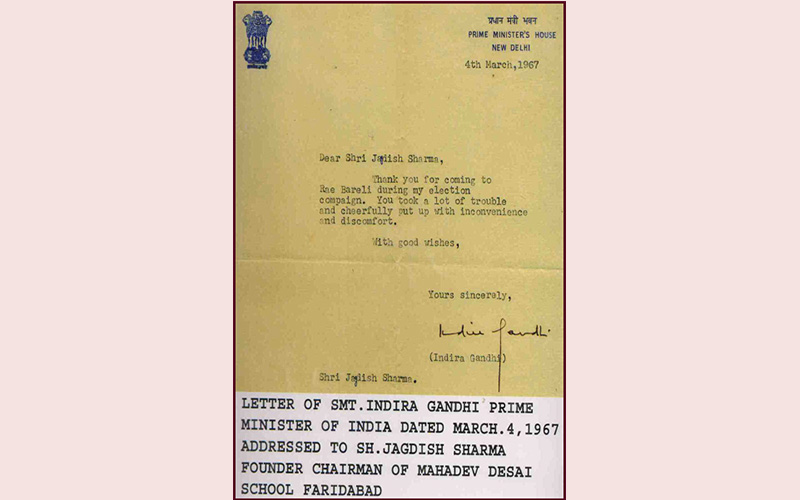 प्रधान मंत्री भवन
PRIME MINISTER'S HOUSE
NEW DELHI
4th March,1967
Dear Shri Jagdish Sharma,
Thank you for coming to
Rae Bareli during my election
campaign. You took a lot of trouble
and cheerfully put up with inconvenience
and discomfort.
With good wishes,
Yours sincerely,
Indira Gandhi
(Indira Gandhi)
Shri Jagdish Sharma.
LETTER OF SMT.INDIRA GANDHI PRIME
MINISTER OF INDIA DATED MARCH.4,1967
ADDRESSED TO SH.JAGDISH SHARMA
FOUNDER CHAIRMAN OF MAHADEV DESAI
SCHOOL FARIDABAD